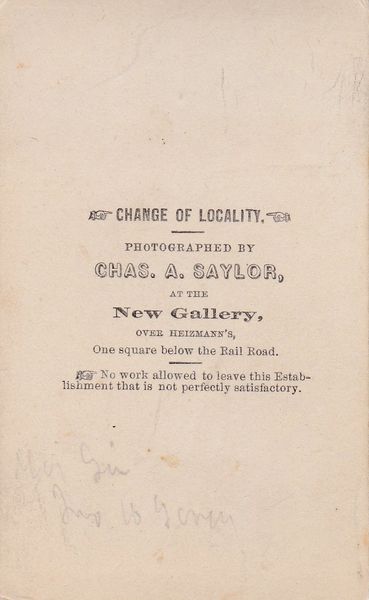 ☞ CHANGE OF LOCALITY. ☜
PHOTOGRAPHED BY
CHAS. A. SAYLOR,
AT THE
New Gallery,
OVER HEIZMANN'S,
One square below the Rail Road.
☞ No work allowed to leave this Estab-
lishment that is not perfectly satisfactory.